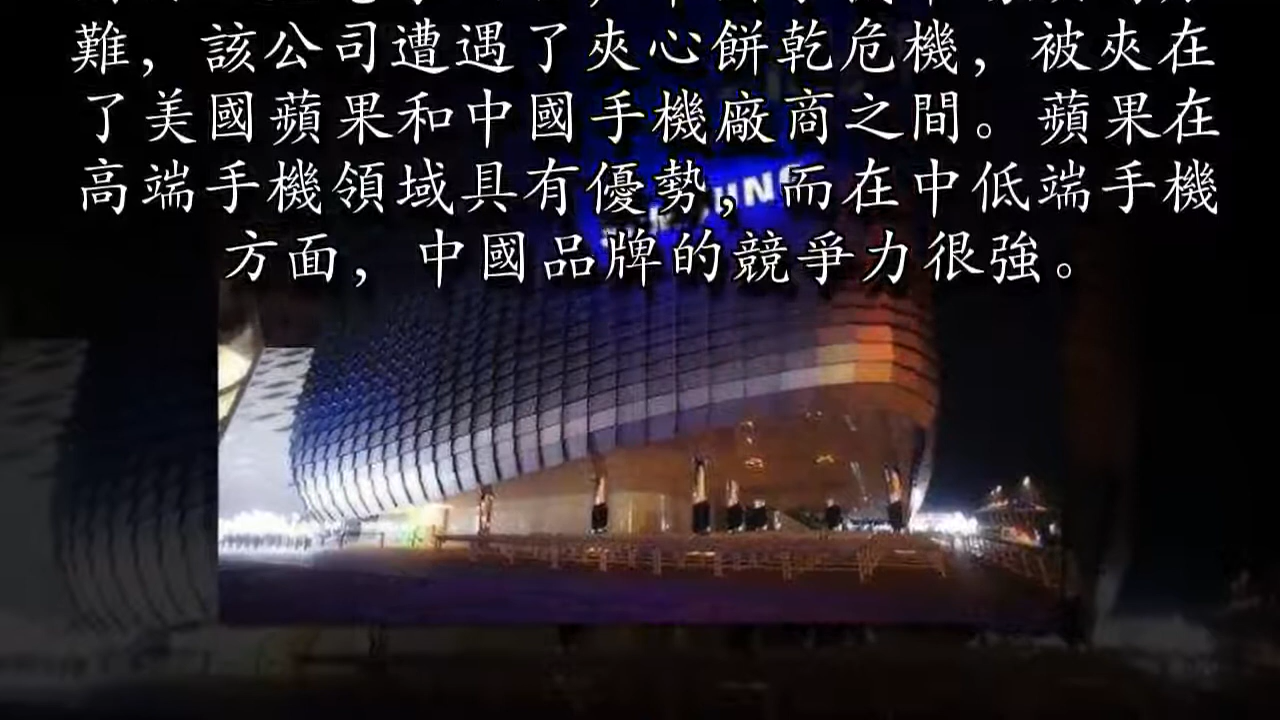 難，該公司遭遇了夾心餅乾危機，被夾在
了美國蘋果和中國手機廠商之間。蘋果在
高端手機領域具有優勢，而在中低端手機
方面，中國品牌的競爭力很強。